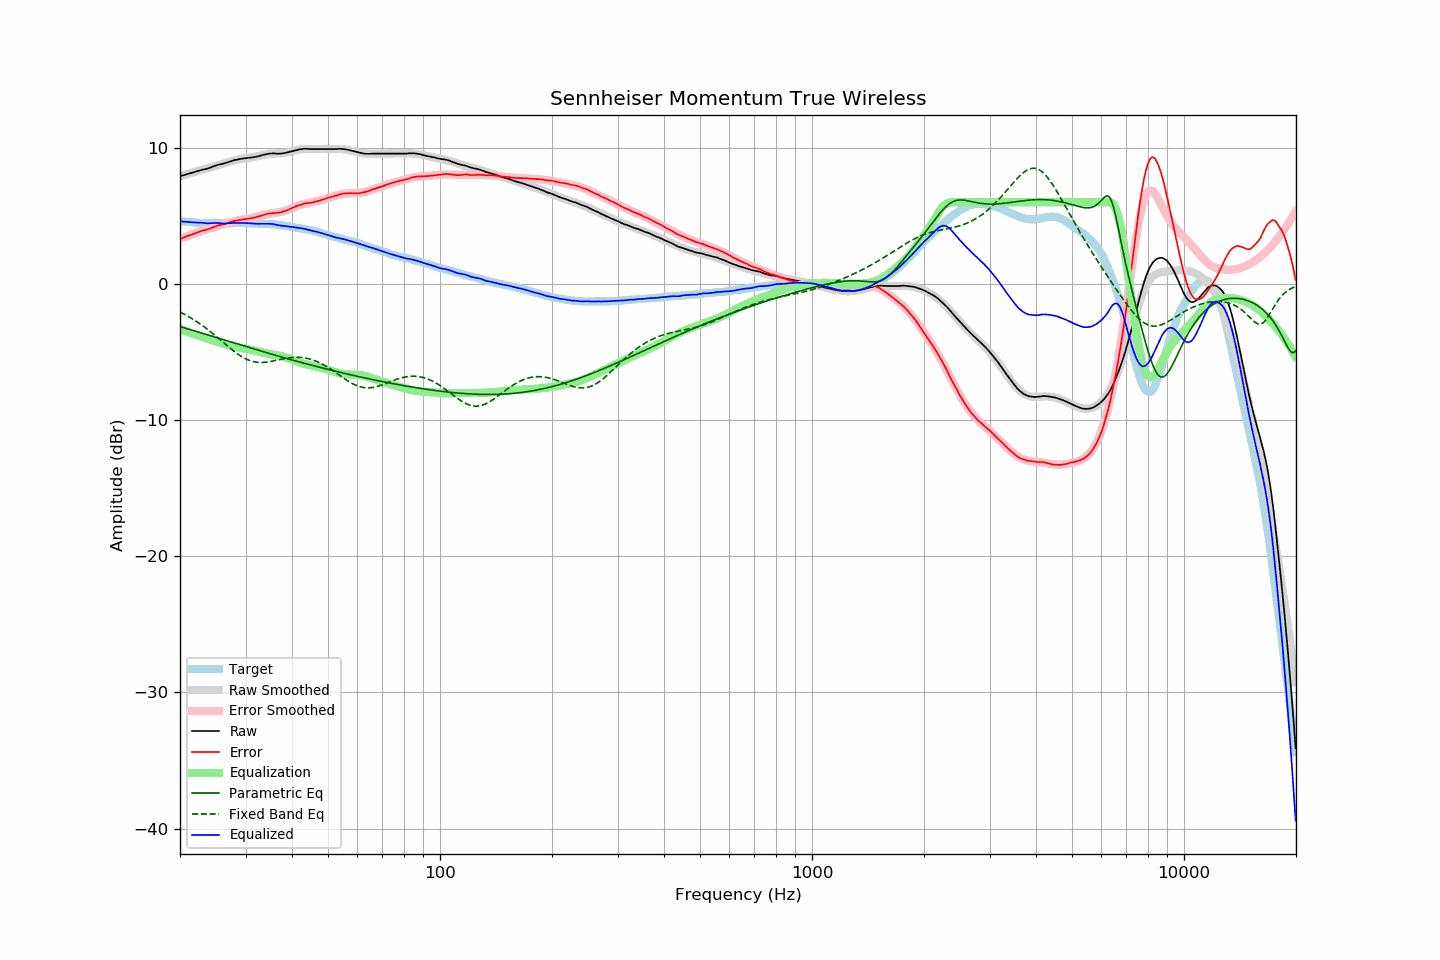 Sennheiser Momentum True Wireless
10
0
−10
−20
−30
−40
Amplitude (dBr)
Target
Raw Smoothed
Error Smoothed
Raw
Error
Equalization
Parametric Eq
Fixed Band Eq
Equalized
100
1000
10000
Frequency (Hz)